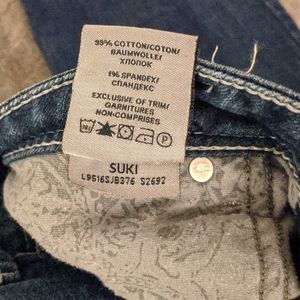 99% COTTON/COTON/
BAUMWOLLE/
ХЛОПОК
1% SPANDEX/
СПАНДЕКС
EXCLUSIVE OF TRIM/
GARNITURES
NON-COMPRISES
SUKI
L9516SJB376 S2692